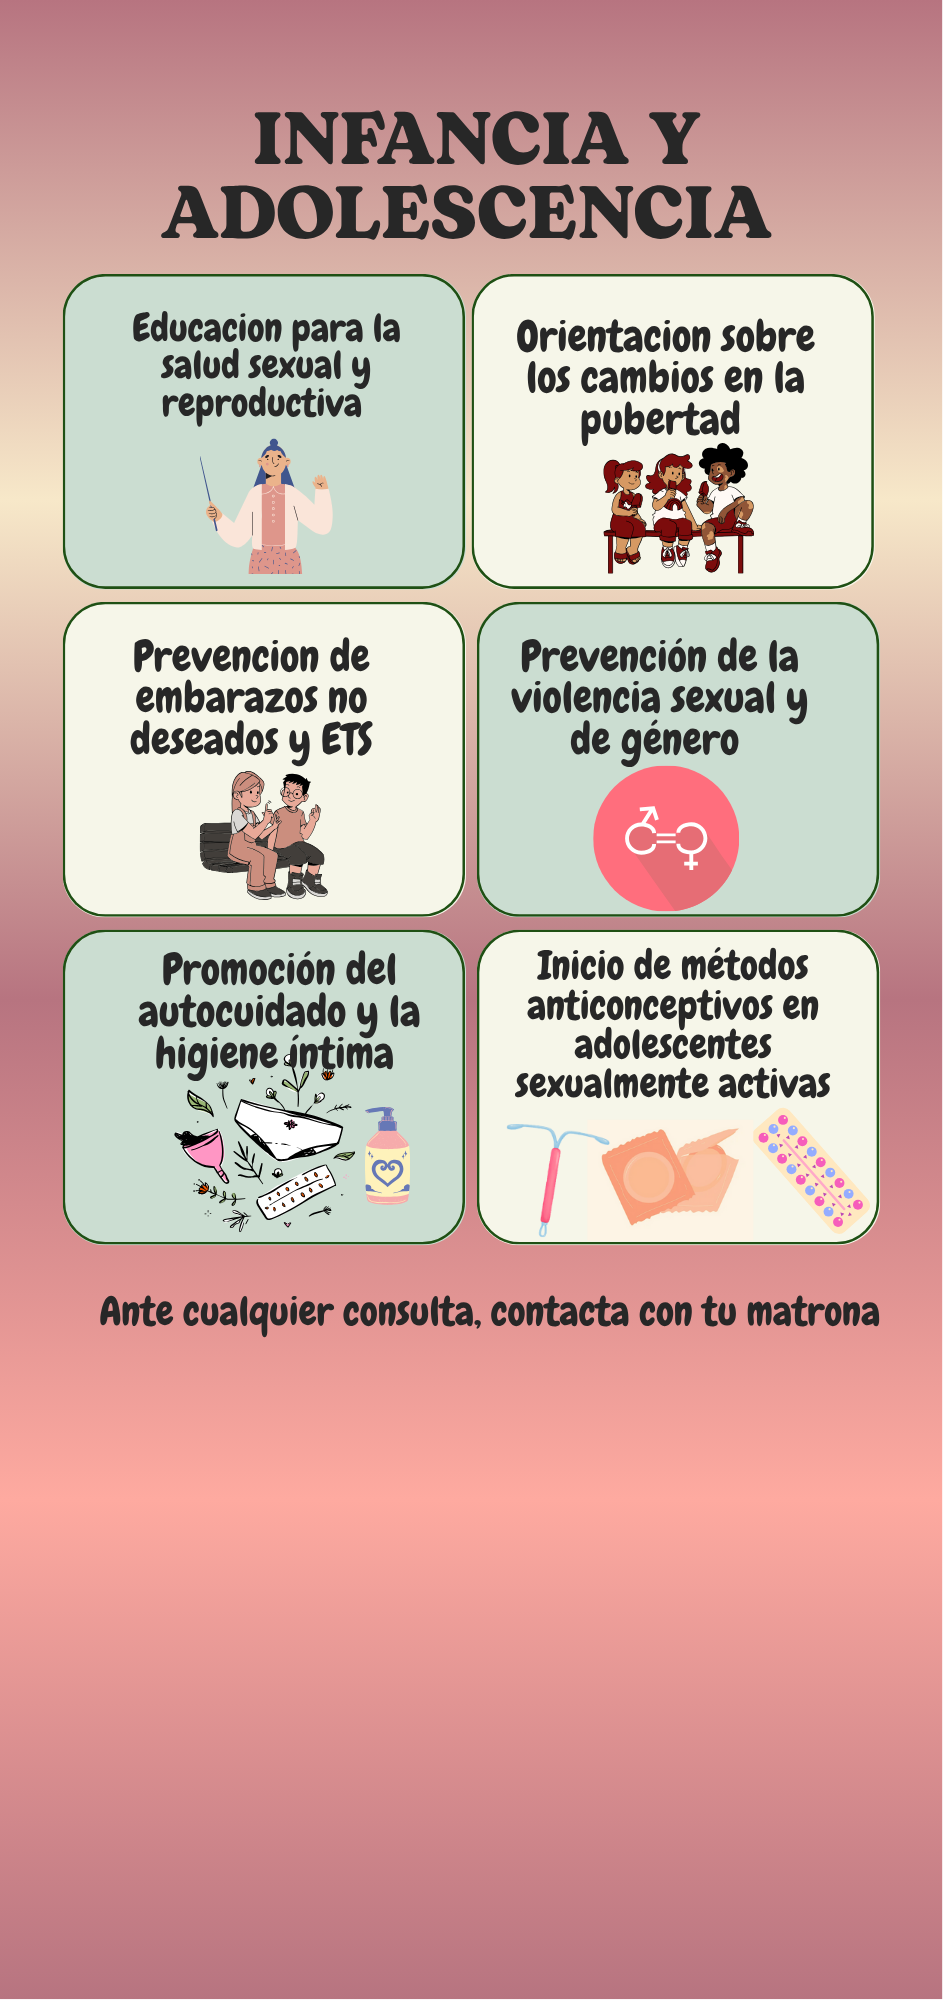 INFANCIA Y
ADOLESCENCIA
Educacion para la
salud sexual y
reproductiva
Orientacion sobre
los cambios en la
pubertad
Prevencion de
embarazos no
deseados y ETS
Prevención de la
violencia sexual y
de género
Promoción del
autocuidado y la
higiene íntima
Inicio de métodos
anticonceptivos en
adolescentes
sexualmente activas
Ante cualquier consulta, contacta con tu matrona